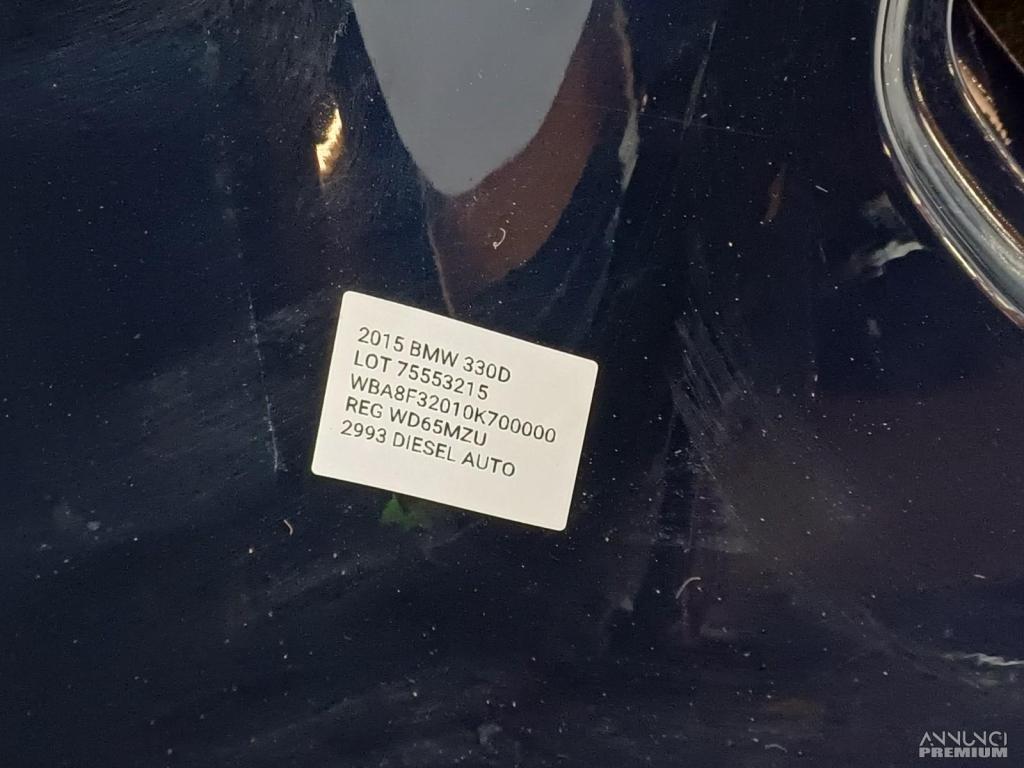 2015 BMW 330D
LOT 75553215
WBA8F32010K700000
REG WD65MZU
2993 DIESEL AUTO
ANNUNCI
PREMIUM